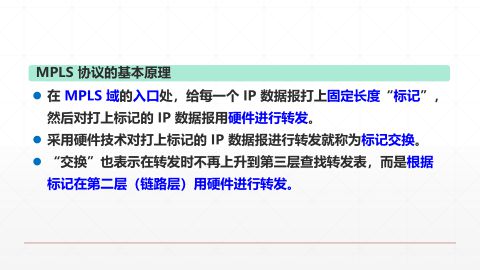 MPLS 协议的基本原理
在 MPLS 域的入口处，给每一个 IP 数据报打上固定长度“标记”，
然后对打上标记的 IP 数据报用硬件进行转发。
采用硬件技术对打上标记的 IP 数据报进行转发就称为标记交换。
“交换”也表示在转发时不再上升到第三层查找转发表，而是根据
标记在第二层（链路层）用硬件进行转发。